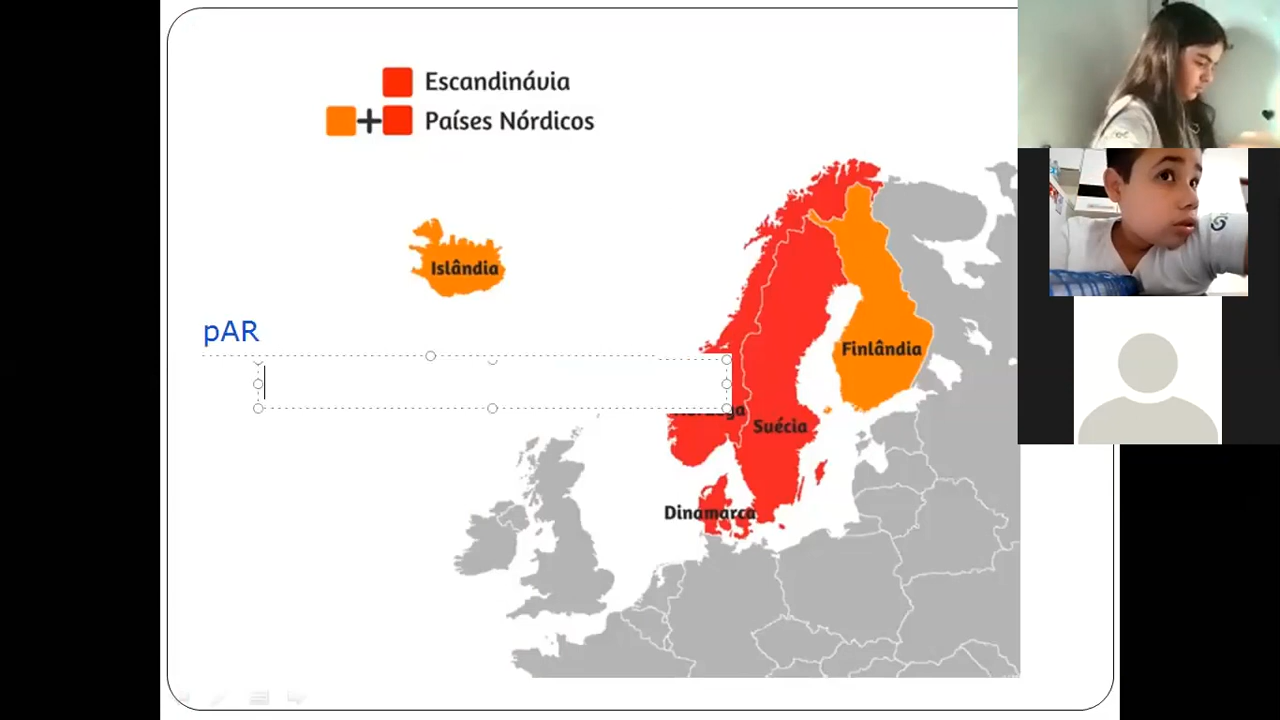 Escandinávia
Países Nórdicos
Islândia
pAR
Finlândia
Suécia
Dinamarca